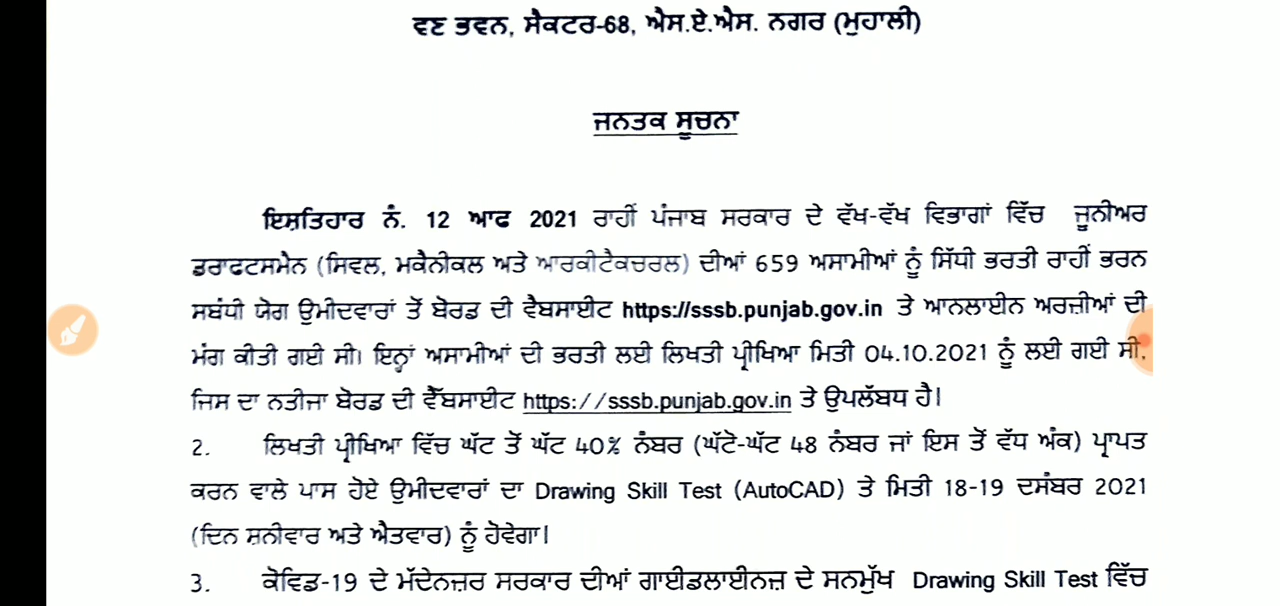 ਵਣ ਭਵਨ, ਸੈਕਟਰ-68, ਐਸ.ਏ.ਐਸ. ਨਗਰ (ਮੁਹਾਲੀ)
ਜਨਤਕ ਸੂਚਨਾ
ਇਸ਼ਤਿਹਾਰ ਨੰ. 12 ਆਫ 2021 ਰਾਹੀਂ ਪੰਜਾਬ ਸਰਕਾਰ ਦੇ ਵੱਖ-ਵੱਖ ਵਿਭਾਗਾਂ ਵਿੱਚ ਜੂਨੀਅਰ
ਡਰਾਫਟਸਮੈਨ (ਸਿਵਲ, ਮਕੈਨੀਕਲ ਅਤੇ ਆਰਕੀਟੈਕਚਰਲ) ਦੀਆਂ 659 ਅਸਾਮੀਆਂ ਨੂੰ ਸਿੱਧੀ ਭਰਤੀ ਰਾਹੀਂ ਭਰਨ
ਸਬੰਧੀ ਯੋਗ ਉਮੀਦਵਾਰਾਂ ਤੋਂ ਬੋਰਡ ਦੀ ਵੈਬਸਾਈਟ https://sssb.punjab.gov.in ਤੇ ਆਨਲਾਈਨ ਅਰਜ਼ੀਆਂ ਦੀ
ਮੰਗ ਕੀਤੀ ਗਈ ਸੀ। ਇਨ੍ਹਾਂ ਅਸਾਮੀਆਂ ਦੀ ਭਰਤੀ ਲਈ ਲਿਖਤੀ ਪ੍ਰੀਖਿਆ ਮਿਤੀ 04.10.2021 ਨੂੰ ਲਈ ਗਈ ਸੀ,
ਜਿਸ ਦਾ ਨਤੀਜਾ ਬੋਰਡ ਦੀ ਵੈੱਬਸਾਈਟ https://sssb.punjab.gov.in ਤੇ ਉਪਲੱਬਧ ਹੈ।
2. ਲਿਖਤੀ ਪ੍ਰੀਖਿਆ ਵਿੱਚ ਘੱਟ ਤੋਂ ਘੱਟ 40% ਨੰਬਰ (ਘੱਟੋ-ਘੱਟ 48 ਨੰਬਰ ਜਾਂ ਇਸ ਤੋਂ ਵੱਧ ਅੰਕ) ਪ੍ਰਾਪਤ
ਕਰਨ ਵਾਲੇ ਪਾਸ ਹੋਏ ਉਮੀਦਵਾਰਾਂ ਦਾ Drawing Skill Test (AutoCAD) ਤੇ ਮਿਤੀ 18-19 ਦਸੰਬਰ 2021
(ਦਿਨ ਸ਼ਨੀਵਾਰ ਅਤੇ ਐਤਵਾਰ) ਨੂੰ ਹੋਵੇਗਾ।
3. ਕੋਵਿਡ-19 ਦੇ ਮੱਦੇਨਜ਼ਰ ਸਰਕਾਰ ਦੀਆਂ ਗਾਈਡਲਾਈਨਜ਼ ਦੇ ਸਨਮੁੱਖ Drawing Skill Test ਵਿੱਚ